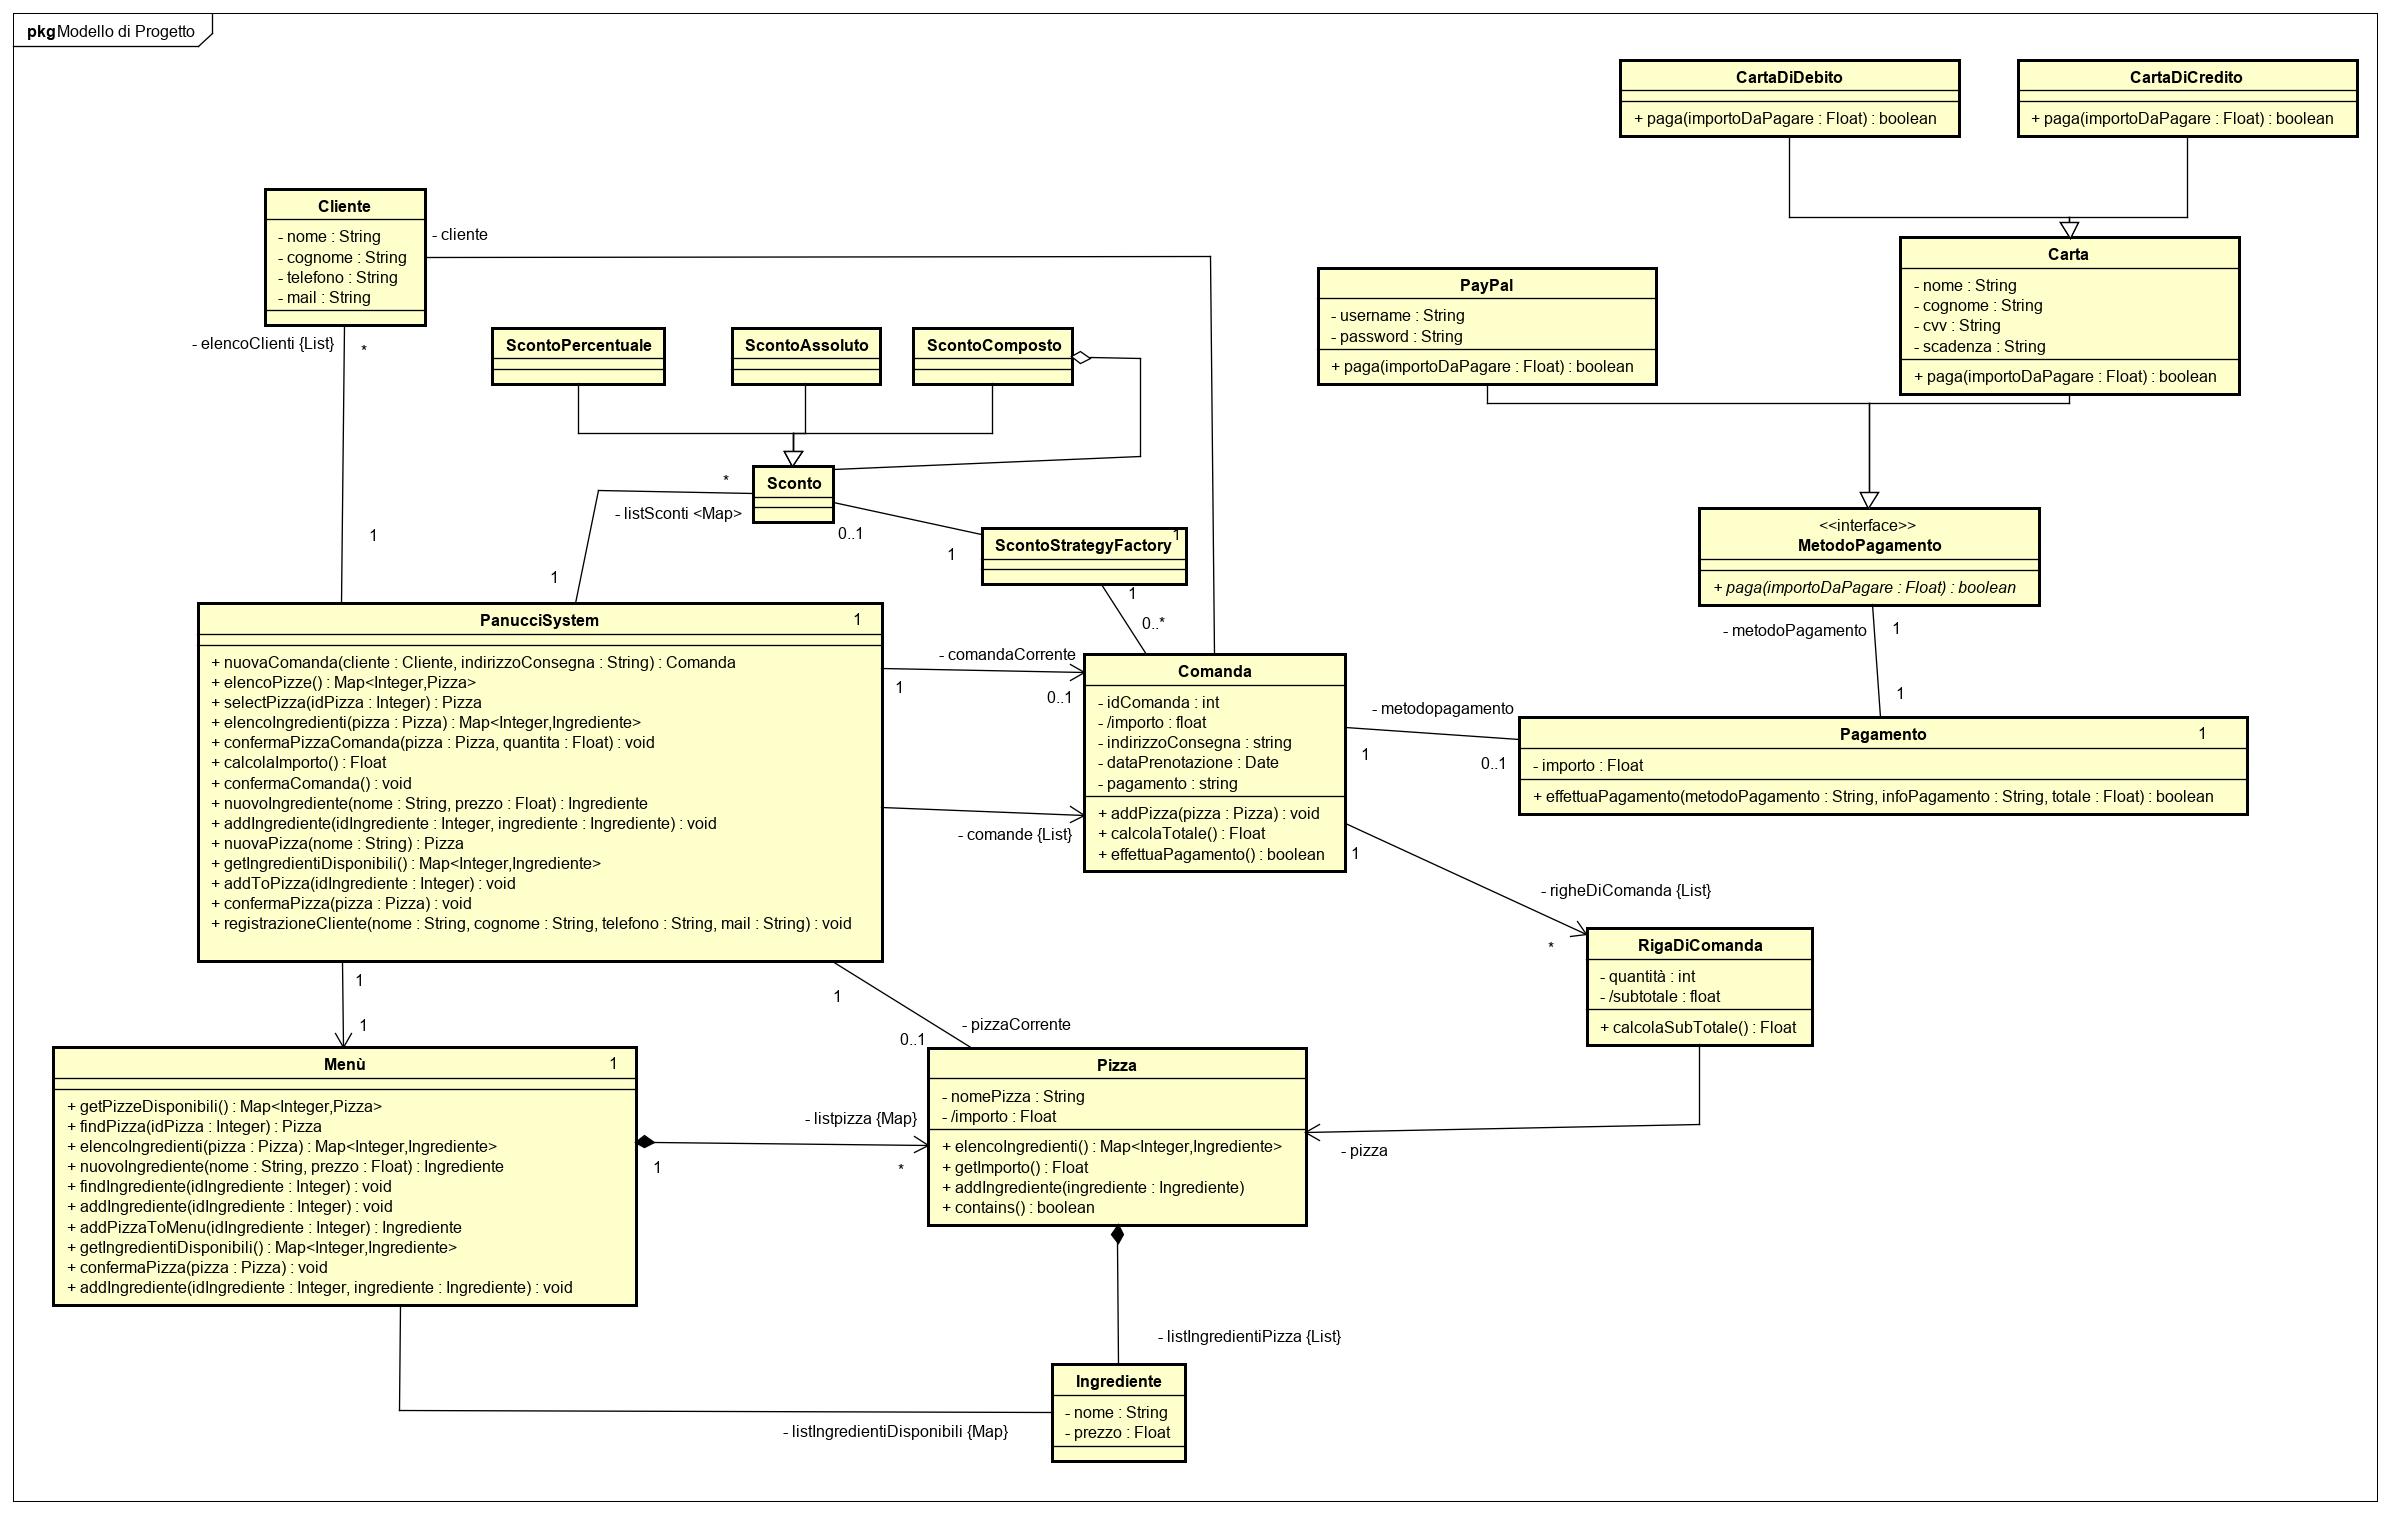 pkg Modello di Progetto
CartaDiDebito
+ paga(importoDaPagare : Float) : boolean
CartaDiCredito
+ paga(importoDaPagare : Float) : boolean
Cliente
- nome : String
- cognome : String
- telefono : String
- mail : String
- cliente
- elencoClienti {List}
*
1
Carta
- nome : String
- cognome : String
- cvv : String
- scadenza : String
+ paga(importoDaPagare : Float) : boolean
PayPal
- username : String
- password : String
+ paga(importoDaPagare : Float) : boolean
ScontoPercentuale
ScontoAssoluto
ScontoComposto
Sconto
*
- listSconti <Map>
1
0..1
1
ScontoStrategyFactory
1
1
0..*
<<interface>>
MetodoPagamento
+ paga(importoDaPagare : Float) : boolean
- metodoPagamento
1
1
PanucciSystem
1
+ nuovaComanda(cliente : Cliente, indirizzoConsegna : String) : Comanda
+ elencoPizze() : Map<Integer,Pizza>
+ selectPizza(idPizza : Integer) : Pizza
+ elencoIngredienti(pizza : Pizza) : Map<Integer,Ingrediente>
+ confermaPizzaComanda(pizza : Pizza, quantita : Float) : void
+ calcolaImporto() : Float
+ confermaComanda() : void
+ nuovoIngrediente(nome : String, prezzo : Float) : Ingrediente
+ addIngrediente(idIngrediente : Integer, ingrediente : Ingrediente) : void
+ nuovaPizza(nome : String) : Pizza
+ getIngredientiDisponibili() : Map<Integer,Ingrediente>
+ addToPizza(idIngrediente : Integer) : void
+ confermaPizza(pizza : Pizza) : void
+ registrazioneCliente(nome : String, cognome : String, telefono : String, mail : String) : void
- comandaCorrente
1
0..1
- comande {List}
Comanda
- idComanda : int
- /importo : float
- indirizzoConsegna : string
- dataPrenotazione : Date
- pagamento : string
+ addPizza(pizza : Pizza) : void
+ calcolaTotale() : Float
+ effettuaPagamento() : boolean
- metodopagamento
1
0..1
Pagamento
1
- importo : Float
+ effettuaPagamento(metodoPagamento : String, infoPagamento : String, totale : Float) : boolean
1
- righeDiComanda {List}
*
RigaDiComanda
- quantità : int
- /subtotale : float
+ calcolaSubTotale() : Float
1
1
1
- pizzaCorrente
0..1
Menù
1
+ getPizzeDisponibili() : Map<Integer,Pizza>
+ findPizza(idPizza : Integer) : Pizza
+ elencoIngredienti(pizza : Pizza) : Map<Integer,Ingrediente>
+ nuovoIngrediente(nome : String, prezzo : Float) : Ingrediente
+ findIngrediente(idIngrediente : Integer) : void
+ addIngrediente(idIngrediente : Integer) : void
+ addPizzaToMenu(idIngrediente : Integer) : Ingrediente
+ getIngredientiDisponibili() : Map<Integer,Ingrediente>
+ confermaPizza(pizza : Pizza) : void
+ addIngrediente(idIngrediente : Integer, ingrediente : Ingrediente) : void
- listpizza {Map}
1
*
Pizza
- nomePizza : String
- /importo : Float
+ elencoIngredienti() : Map<Integer,Ingrediente>
+ getImporto() : Float
+ addIngrediente(ingrediente : Ingrediente)
+ contains() : boolean
- pizza
- listIngredientiPizza {List}
Ingrediente
- nome : String
- prezzo : Float
- listIngredientiDisponibili {Map}